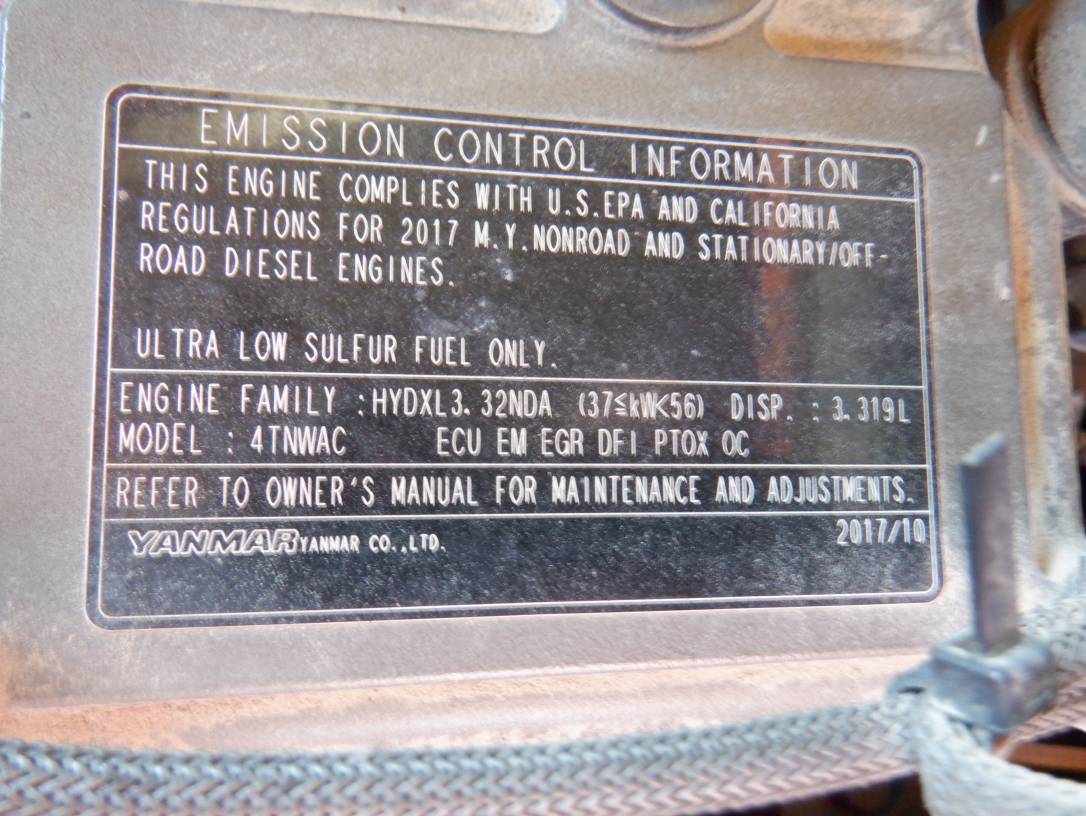 EMISSION CONTROL INFORMATION
THIS ENGINE COMPLIES WITH U.S.EPA AND CALIFORNIA
REGULATIONS FOR 2017 M.Y.NONROAD AND STATIONARY/OFF-
ROAD DIESEL ENGINES.
ULTRA LOW SULFUR FUEL ONLY.
ENGINE FAMILY :HYDXL3.32NDA (37≦kW<56) DISP. : 3.319L
MODEL : 4TNWAC ECU EM EGR DFI PTOX OC
REFER TO OWNER'S MANUAL FOR MAINTENANCE AND ADJUSTMENTS.
2017/10
YANMAR YANMAR CO.,LTD.